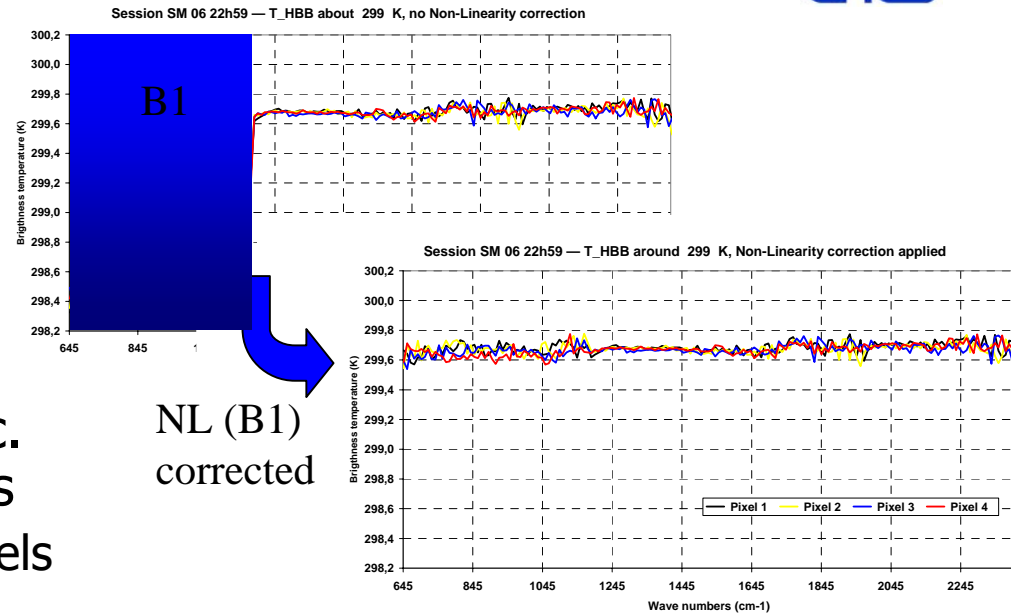 Session SM 06 22h59 — T_HBB about 299 K, no Non-Linearity correction
Brigthness temperature (K)
300,2
300,0
299,8
299,6
299,4
299,2
299,0
298,8
298,6
298,4
298,2
B1
645 845 1
NL (B1)
corrected
c.
s
els
Session SM 06 22h59 — T_HBB around 299 K, Non-Linearity correction applied
Brigthness temperature (K)
300,2
300,0
299,8
299,6
299,4
299,2
299,0
298,8
298,6
298,4
298,2
Pixel 1 Pixel 2 Pixel 3 Pixel 4
645 845 1045 1245 1445 1645 1845 2045 2245
Wave numbers (cm-1)